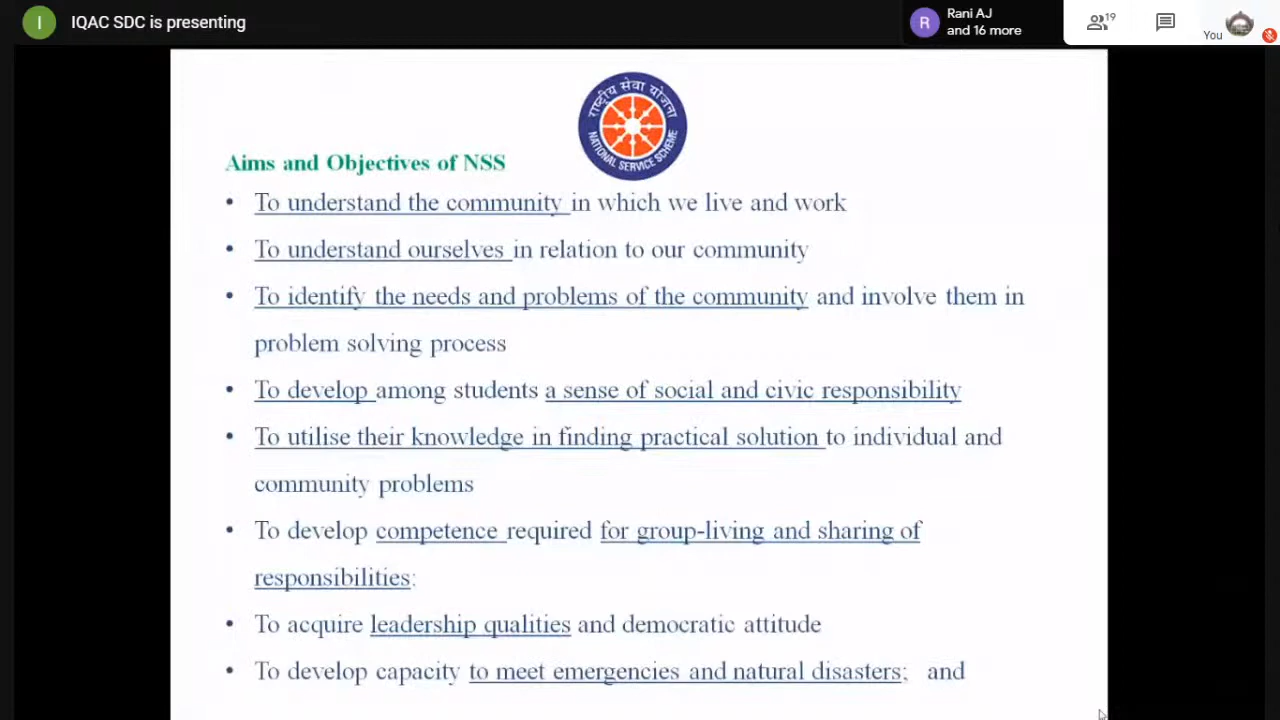 I
IQAC SDC is presenting
R
Rani AJ
and 16 more
19
You
राष्ट्रीय सेवा योजना
NATIONAL SERVICE SCHEME
Aims and Objectives of NSS
• To understand the community in which we live and work
• To understand ourselves in relation to our community
• To identify the needs and problems of the community and involve them in
problem solving process
• To develop among students a sense of social and civic responsibility
• To utilise their knowledge in finding practical solution to individual and
community problems
• To develop competence required for group-living and sharing of
responsibilities:
• To acquire leadership qualities and democratic attitude
• To develop capacity to meet emergencies and natural disasters; and